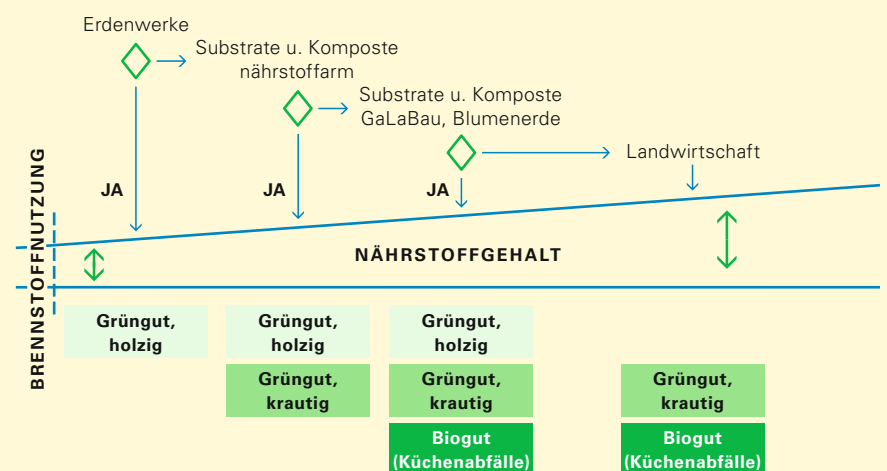 Erdenwerke
Substrate u. Komposte
nährstoffarm
Substrate u. Komposte
GaLaBau, Blumenerde
Landwirtschaft
JA
JA
JA
BRENNSTOFFNUTZUNG
NÄHRSTOFFGEHALT
Grüngut,
holzig
Grüngut,
holzig
Grüngut,
holzig
Grüngut,
krautig
Grüngut,
krautig
Grüngut,
krautig
Biogut
(Küchenabfälle)
Biogut
(Küchenabfälle)